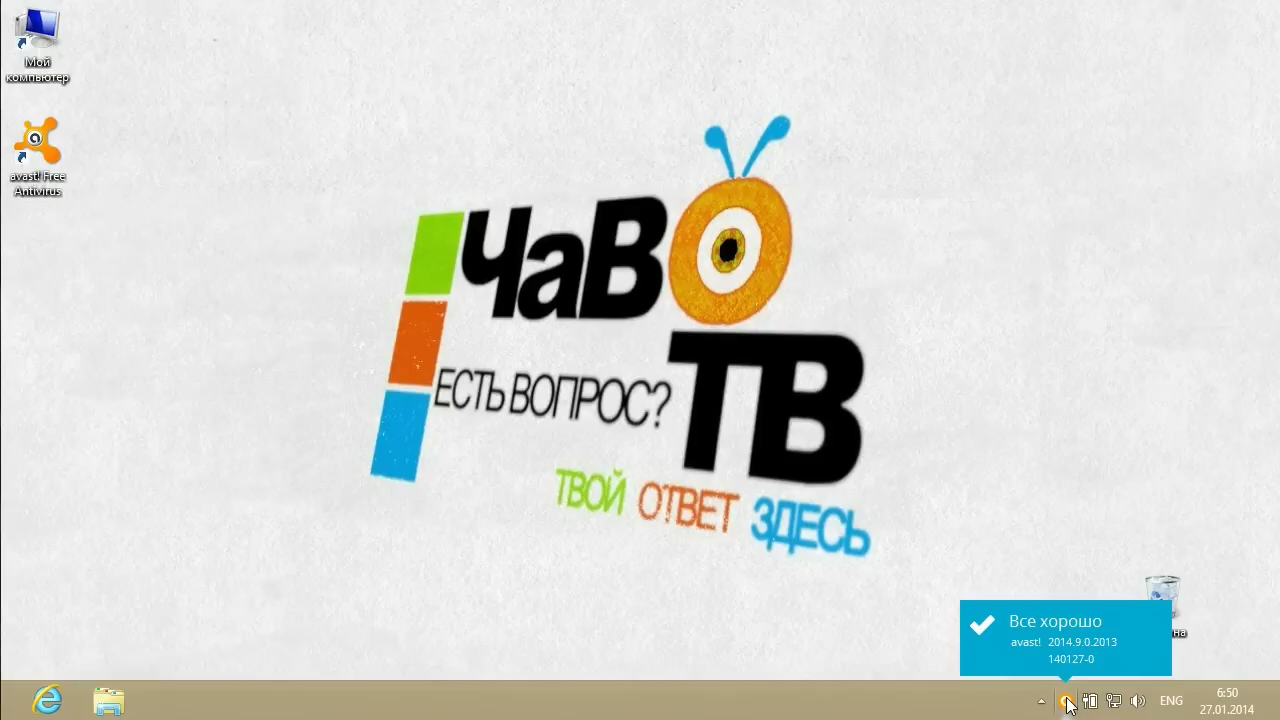 Мой
компьютер
avast! Free
Antivirus
ЧаВО
ТВ
ЕСТЬ ВОПРОС?
ТВОЙ ОТВЕТ ЗДЕСЬ
Все хорошо
avast! 2014.9.0.2013
140127-0
на
ENG
6:50
27.01.2014